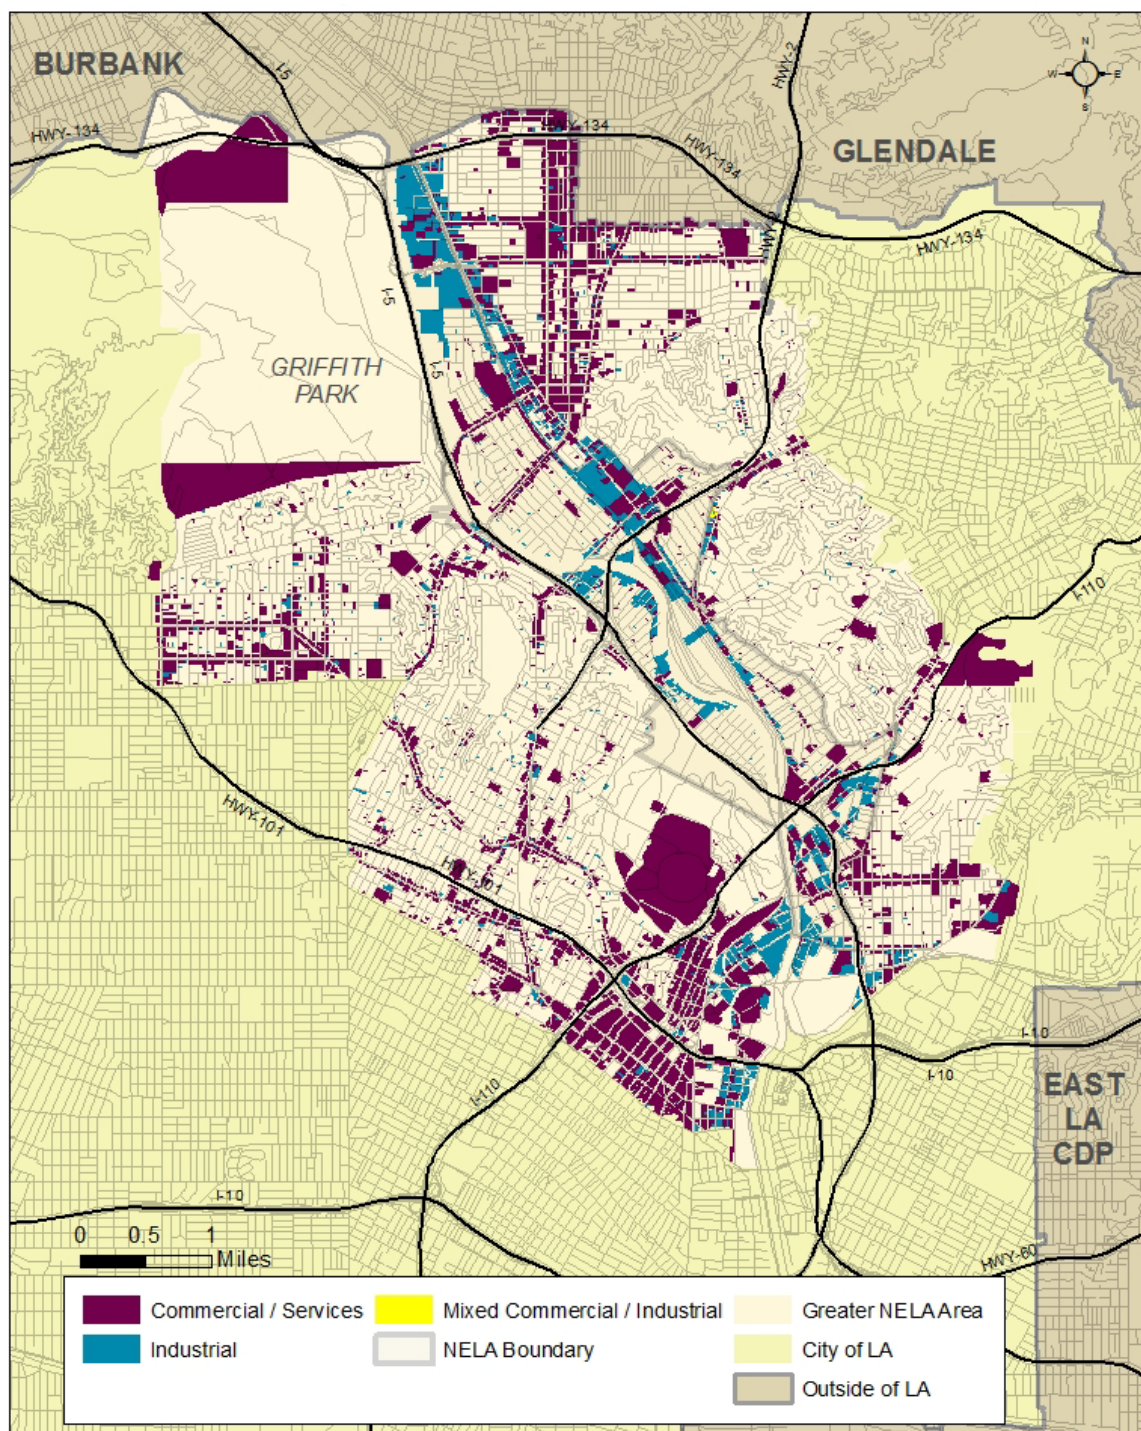 BURBANK
I-5
HWY-2
N
W
E
S
HWY-134
HWY-134
GLENDALE
HWY-134
HWY-2
HWY-134
I-5
I-5
GRIFFITH
PARK
I-110
HWY-101
HWY-101
I-10
I-10
I-110
EAST
LA
CDP
I-10
0 0.5 1
Miles
HWY-60
Commercial / Services
Mixed Commercial / Industrial
Greater NELA Area
Industrial
NELA Boundary
City of LA
Outside of LA